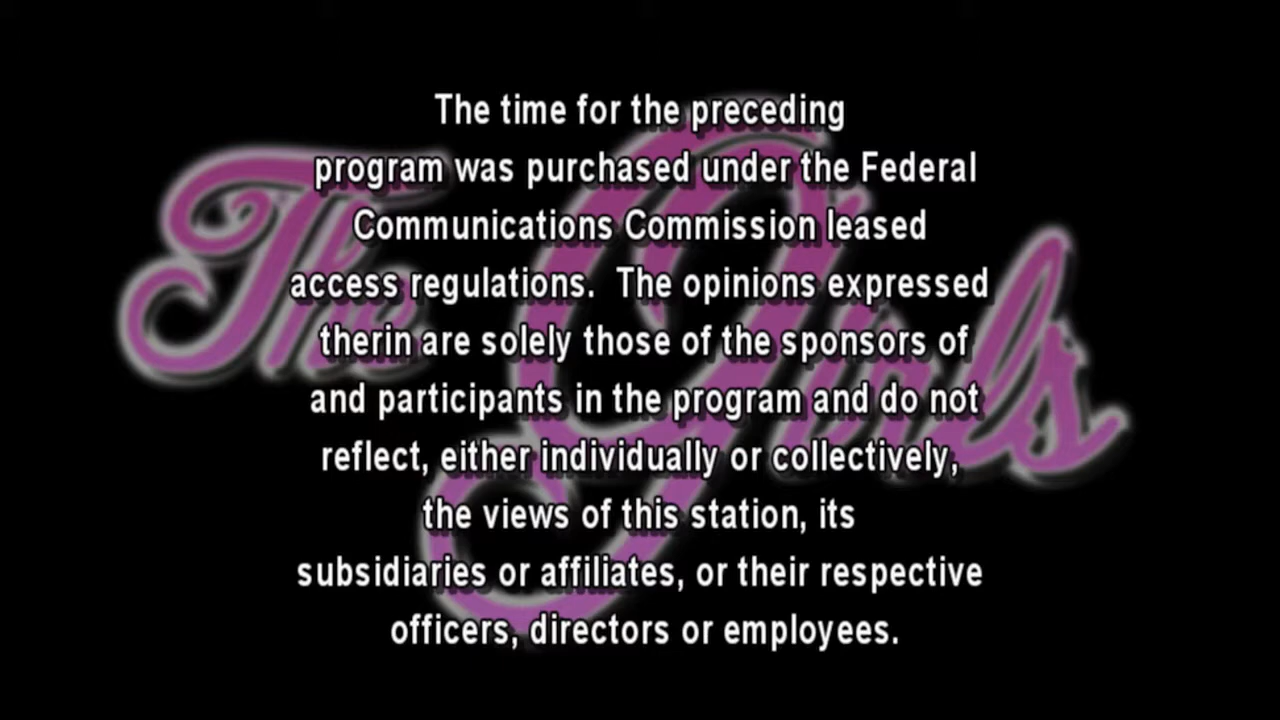 The Girls
The time for the preceding
program was purchased under the Federal
Communications Commission leased
access regulations.  The opinions expressed
therin are solely those of the sponsors of
and participants in the program and do not
reflect, either individually or collectively,
the views of this station, its
subsidiaries or affiliates, or their respective
officers, directors or employees.